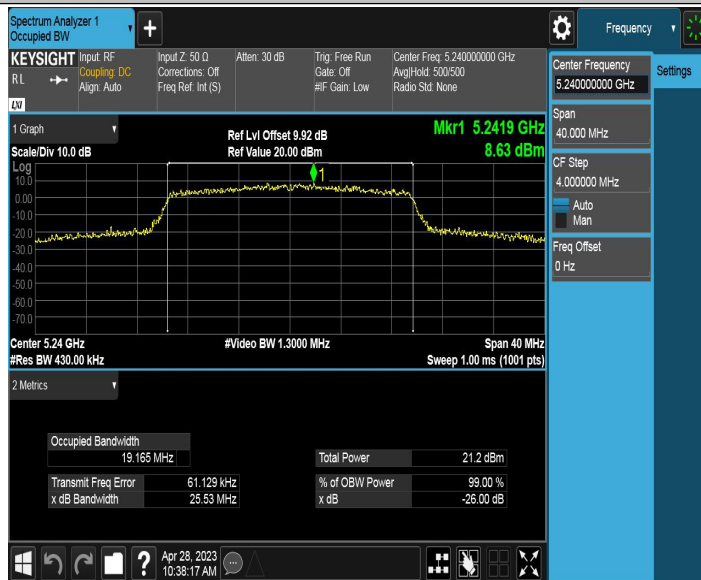 Spectrum Analyzer 1
Occupied BW
+
Frequency
KEYSIGHT
R L
LXI
Input: RF
Coupling: DC
Align: Auto
Input Z: 50 Ω
Corrections: Off
Freq Ref: Int (S)
Atten: 30 dB
Trig: Free Run
Gate: Off
#IF Gain: Low
Center Freq: 5.240000000 GHz
Avg|Hold: 500/500
Radio Std: None
Center Frequency
5.240000000 GHz
Settings
Span
40.000 MHz
CF Step
4.000000 MHz
Auto
Man
Freq Offset
0 Hz
1 Graph
Scale/Div 10.0 dB
Ref Lvl Offset 9.92 dB
Ref Value 20.00 dBm
Mkr1 5.2419 GHz
8.63 dBm
Log
10.0
0.00
-10.0
-20.0
-30.0
-40.0
-50.0
-60.0
-70.0
1
Center 5.24 GHz
#Res BW 430.00 kHz
#Video BW 1.3000 MHz
Span 40 MHz
Sweep 1.00 ms (1001 pts)
2 Metrics
Occupied Bandwidth
19.165 MHz
Transmit Freq Error 61.129 kHz
x dB Bandwidth 25.53 MHz
Total Power 21.2 dBm
% of OBW Power 99.00 %
x dB -26.00 dB
?
Apr 28, 2023
10:38:17 AM